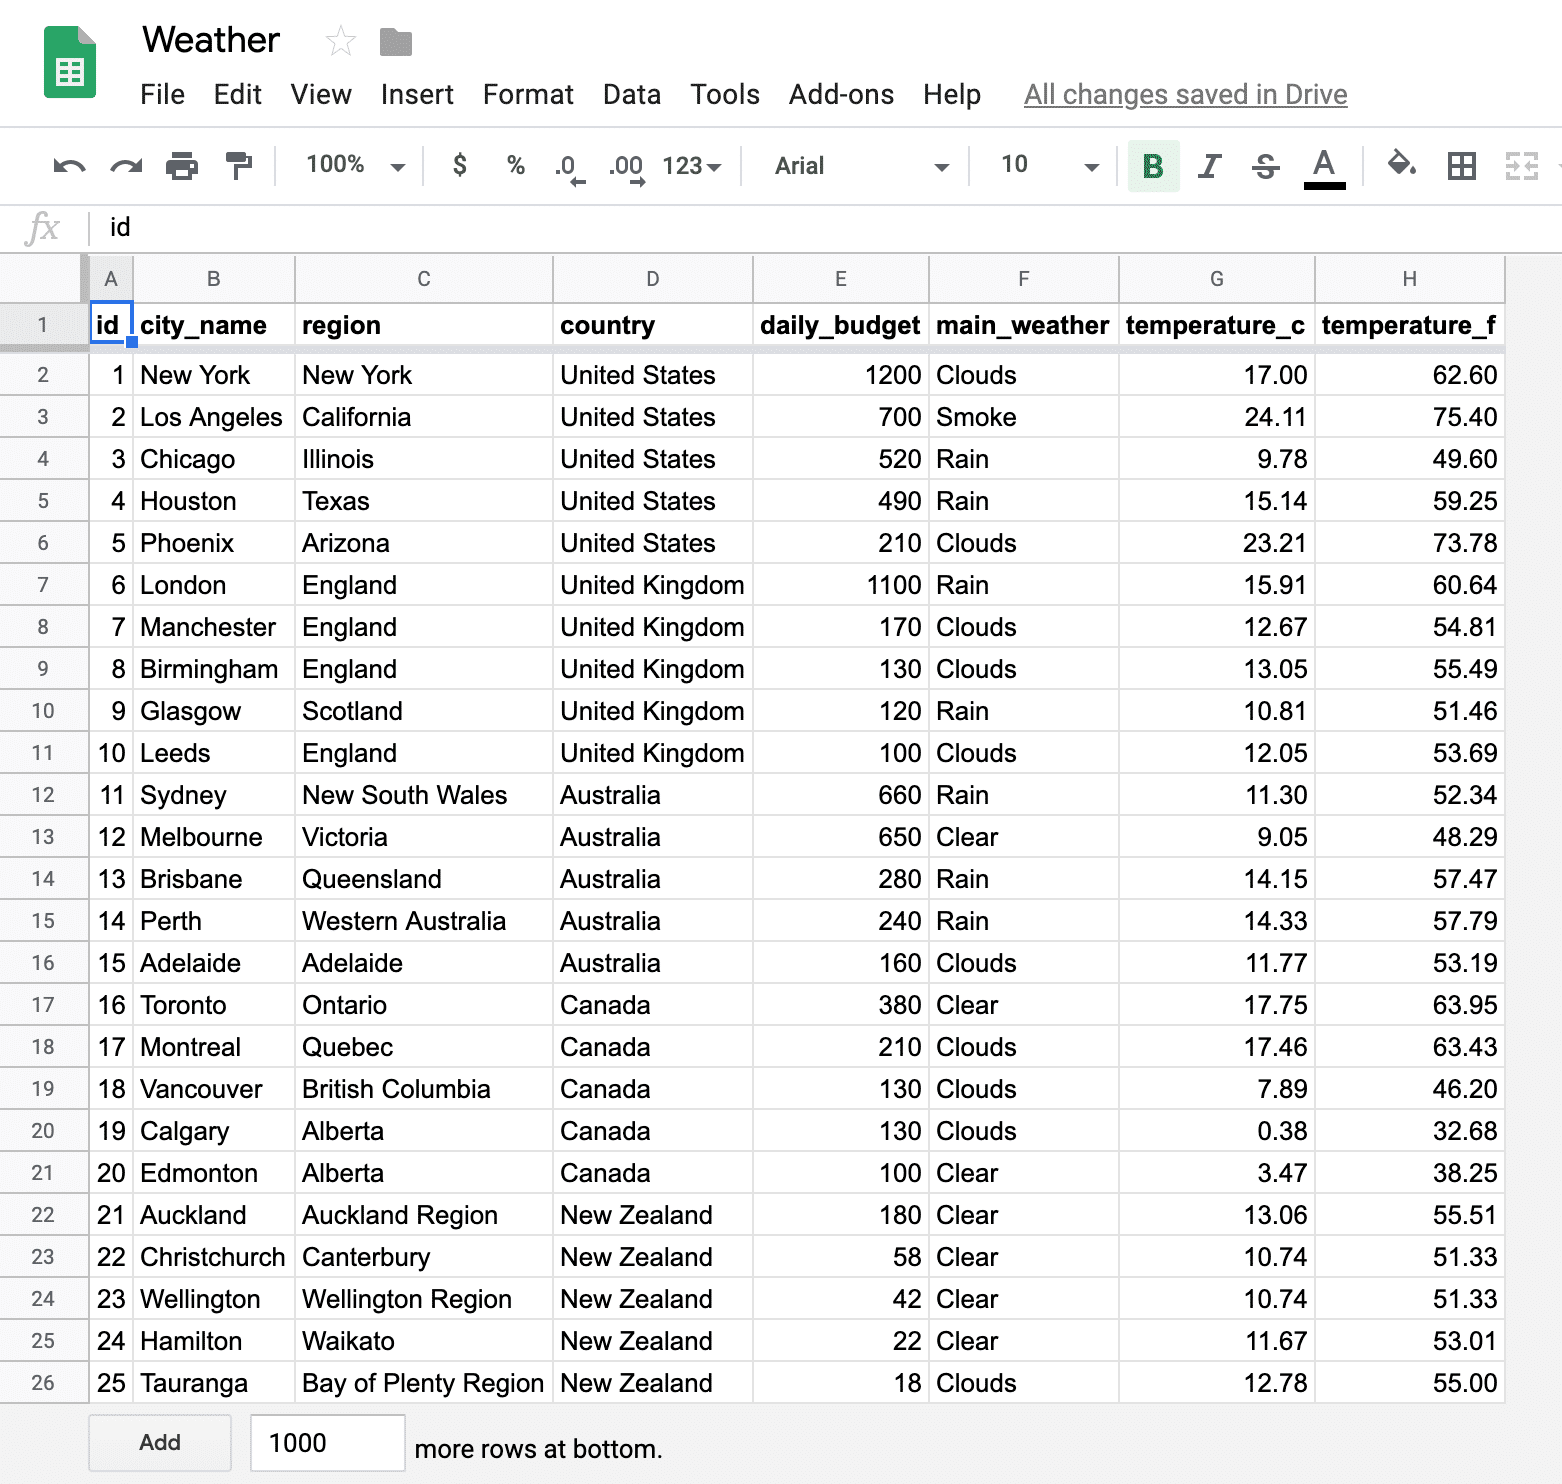 Weather
File Edit View Insert Format Data Tools Add-ons Help All changes saved in Drive
100% $ % .0 .00 123 Arial 10 B I S A
fx id
A B C D E F G H
1 id city_name region country daily_budget main_weather temperature_c temperature_f
2 1 New York New York United States 1200 Clouds 17.00 62.60
3 2 Los Angeles California United States 700 Smoke 24.11 75.40
4 3 Chicago Illinois United States 520 Rain 9.78 49.60
5 4 Houston Texas United States 490 Rain 15.14 59.25
6 5 Phoenix Arizona United States 210 Clouds 23.21 73.78
7 6 London England United Kingdom 1100 Rain 15.91 60.64
8 7 Manchester England United Kingdom 170 Clouds 12.67 54.81
9 8 Birmingham England United Kingdom 130 Clouds 13.05 55.49
10 9 Glasgow Scotland United Kingdom 120 Rain 10.81 51.46
11 10 Leeds England United Kingdom 100 Clouds 12.05 53.69
12 11 Sydney New South Wales Australia 660 Rain 11.30 52.34
13 12 Melbourne Victoria Australia 650 Clear 9.05 48.29
14 13 Brisbane Queensland Australia 280 Rain 14.15 57.47
15 14 Perth Western Australia Australia 240 Rain 14.33 57.79
16 15 Adelaide Adelaide Australia 160 Clouds 11.77 53.19
17 16 Toronto Ontario Canada 380 Clear 17.75 63.95
18 17 Montreal Quebec Canada 210 Clouds 17.46 63.43
19 18 Vancouver British Columbia Canada 130 Clouds 7.89 46.20
20 19 Calgary Alberta Canada 130 Clouds 0.38 32.68
21 20 Edmonton Alberta Canada 100 Clear 3.47 38.25
22 21 Auckland Auckland Region New Zealand 180 Clear 13.06 55.51
23 22 Christchurch Canterbury New Zealand 58 Clear 10.74 51.33
24 23 Wellington Wellington Region New Zealand 42 Clear 10.74 51.33
25 24 Hamilton Waikato New Zealand 22 Clear 11.67 53.01
26 25 Tauranga Bay of Plenty Region New Zealand 18 Clouds 12.78 55.00
Add 1000 more rows at bottom.